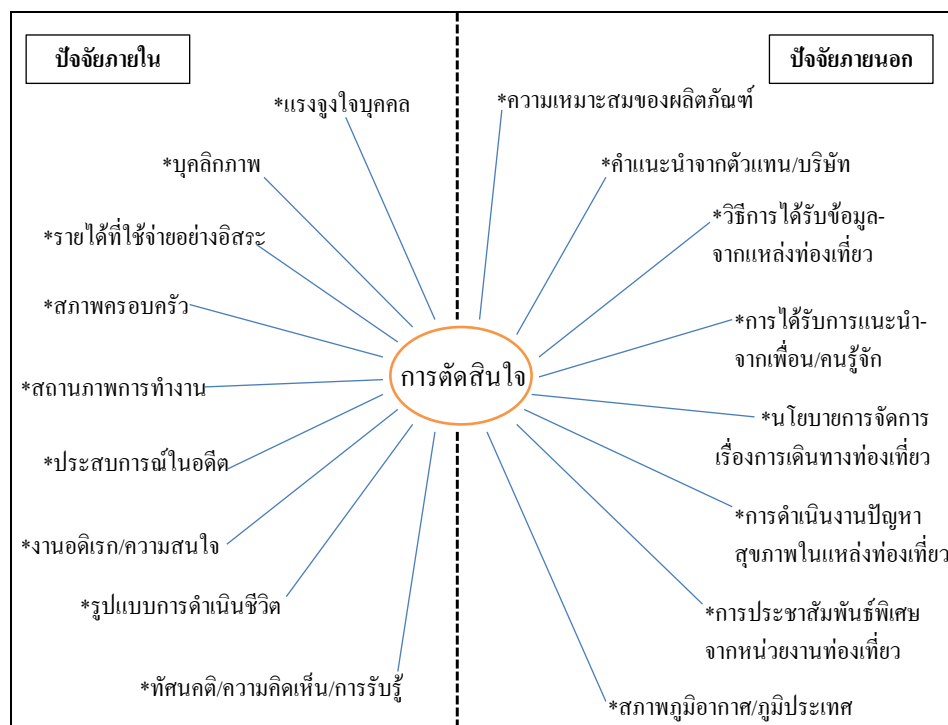 ปัจจัยภายใน
*แรงจูงใจบุคคล
*บุคลิกภาพ
*รายได้ที่ใช้จ่ายอย่างอิสระ
*สภาพครอบครัว
*สถานภาพการทำงาน
*ประสบการณ์ในอดีต
*งานอดิเรก/ความสนใจ
*รูปแบบการดำเนินชีวิต
*ทัศนคติ/ความคิดเห็น/การรับรู้
การตัดสินใจ
ปัจจัยภายนอก
*ความเหมาะสมของผลิตภัณฑ์
*คำแนะนำจากตัวแทน/บริษัท
*วิธีการได้รับข้อมูล-
จากแหล่งท่องเที่ยว
*การได้รับการแนะนำ-
จากเพื่อน/คนรู้จัก
*นโยบายการจัดการ
เรื่องการเดินทางท่องเที่ยว
*การดำเนินงานปัญหา
สุขภาพในแหล่งท่องเที่ยว
*การประชาสัมพันธ์พิเศษ
จากหน่วยงานท่องเที่ยว
*สภาพภูมิอากาศ/ภูมิประเทศ